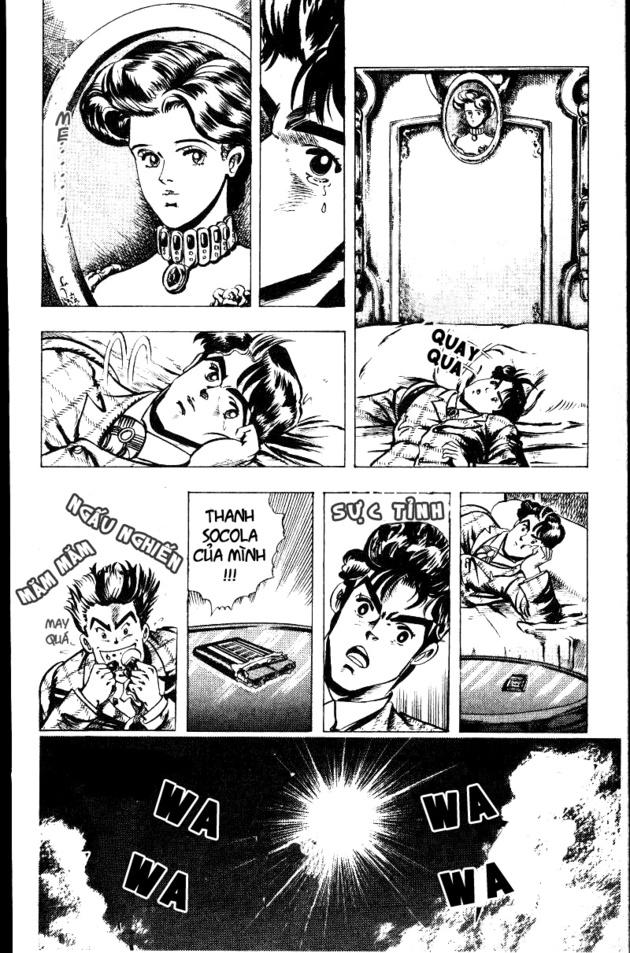 MẸ......!
QUAY
QUA
SỰC TỈNH
THANH
SOCOLA
CỦA MÌNH
!!!
NGẤU NGHIẾN
MĂM MĂM
MAY
QUÁ...
WA
WA
WA
WA